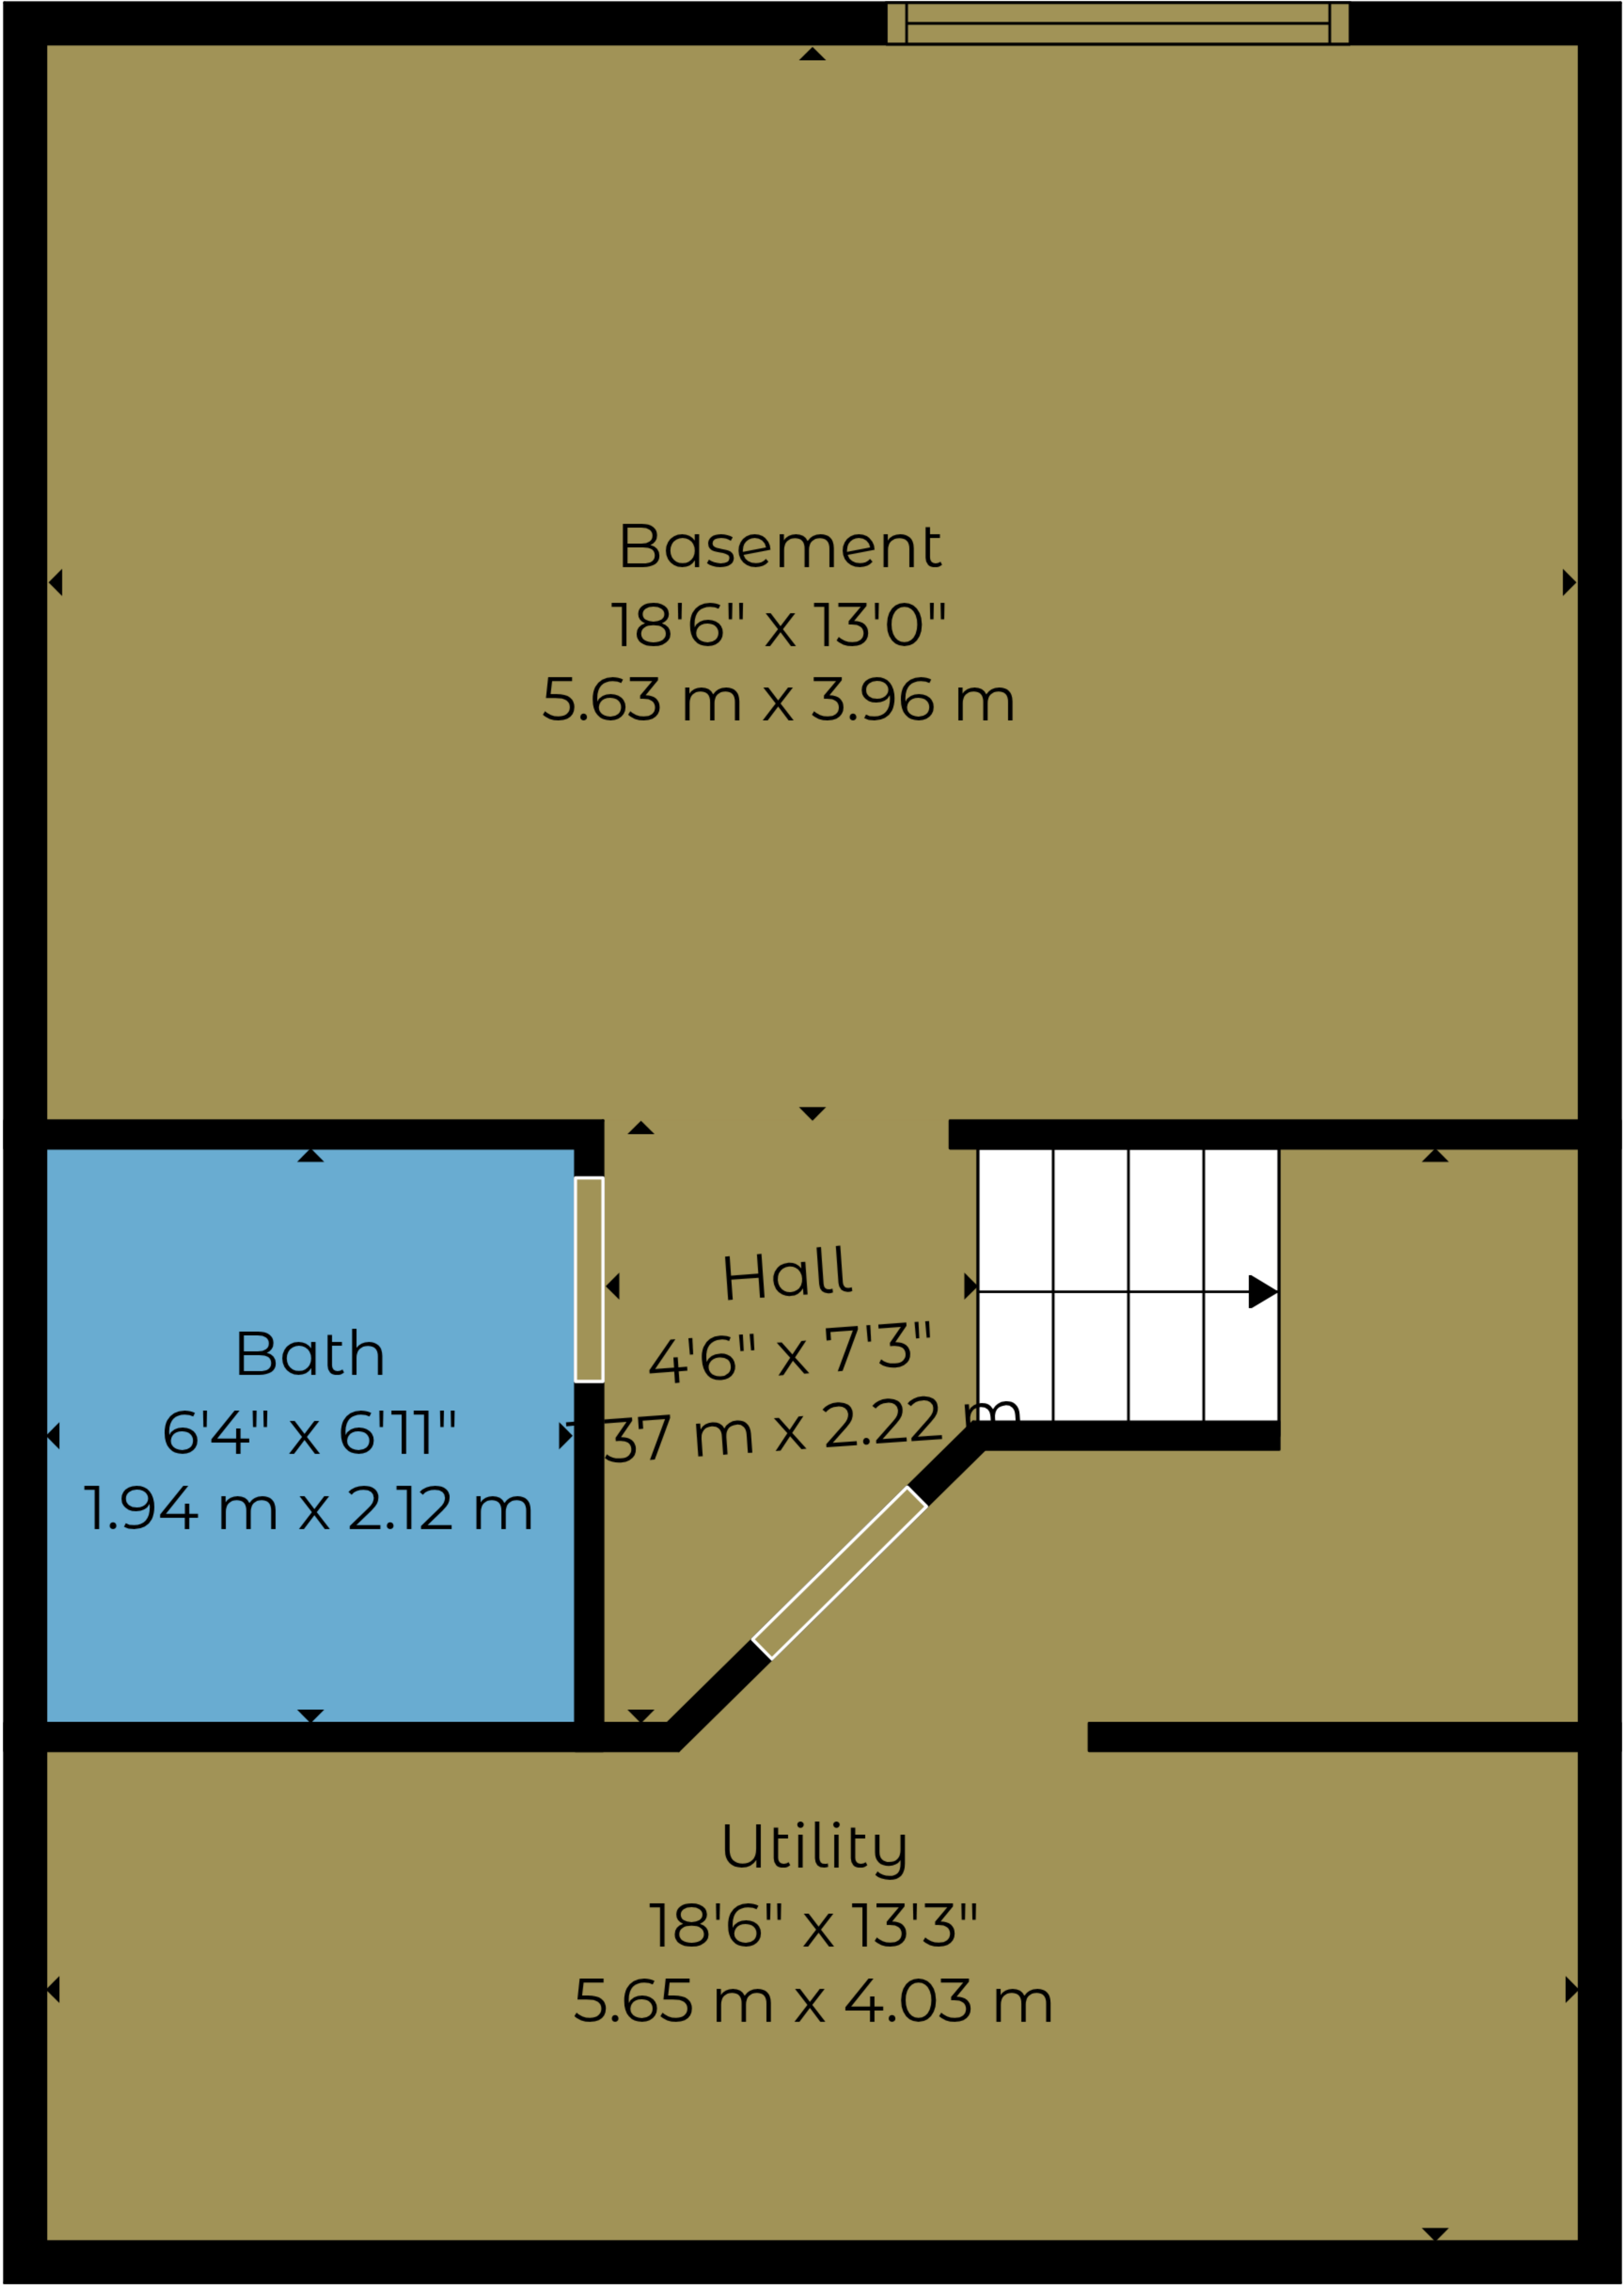 Basement
18'6" x 13'0"
5.63 m x 3.96 m
Hall
4'6" x 7'3"
37 m x 2.22 m
Bath
6'4" x 6'11"
1.94 m x 2.12 m
Utility
18'6" x 13'3"
5.65 m x 4.03 m